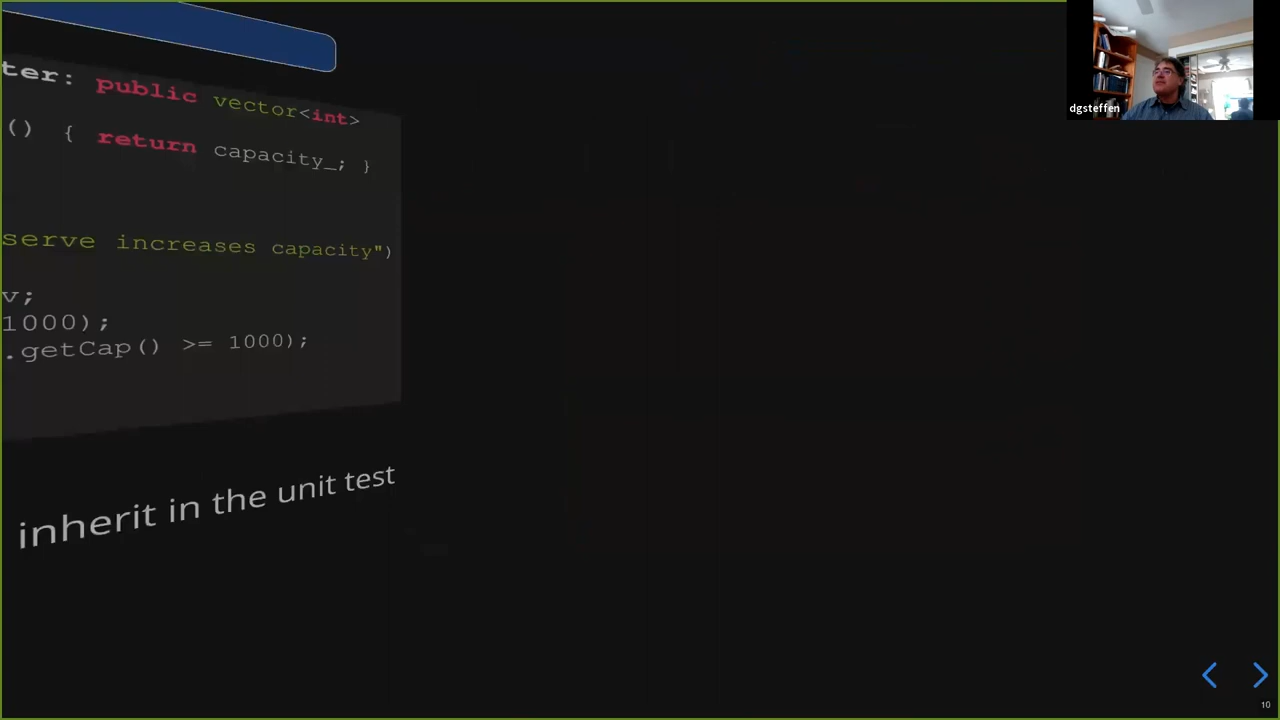 ter: public vector<int>
() { return capacity_; }
serve increases capacity")
v;
1000);
.getCap() >= 1000);
inherit in the unit test
dgsteffen
10